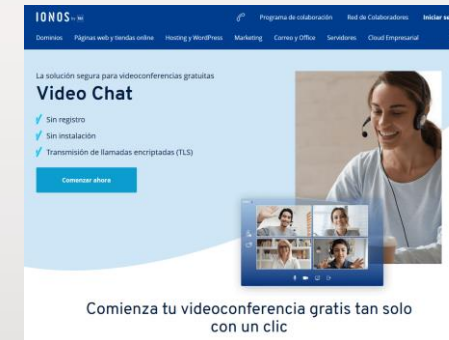 IONOS
Programa de colaboración Red de Colaboradores Iniciar se
Dominios Páginas web y tiendas online Hosting y WordPress Marketing Correo y Office Servidores Cloud Empresarial
La solución segura para videoconferencias gratuitas
Video Chat
Sin registro
Sin instalación
Transmisión de llamadas encriptadas (TLS)
Comenzar ahora
Comienza tu videoconferencia gratis tan solo
con un clic